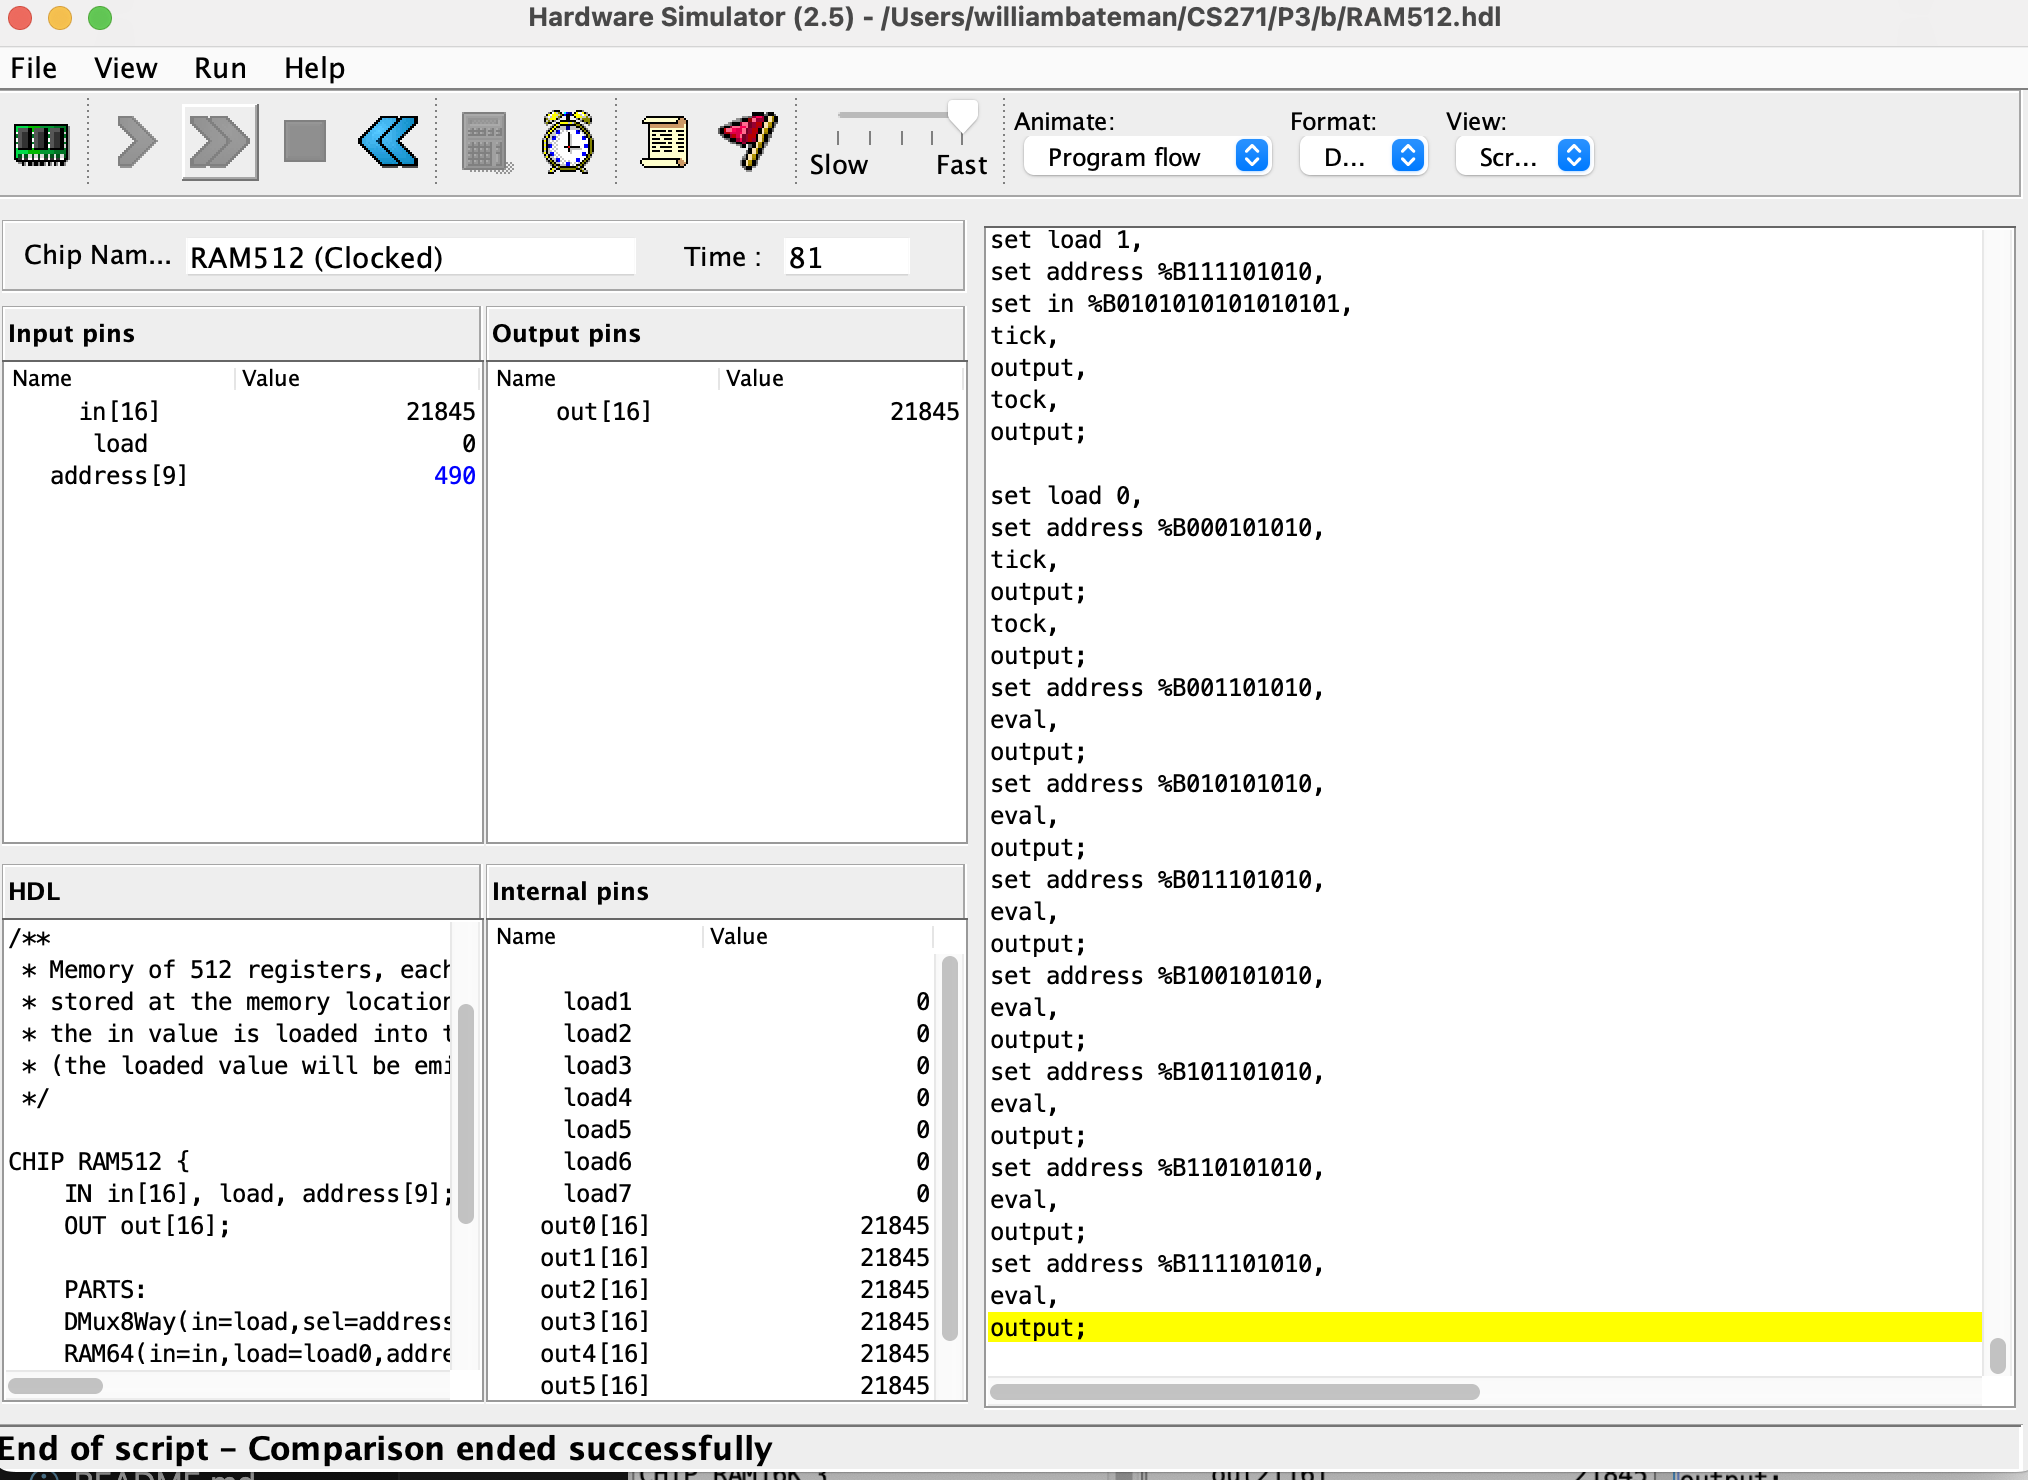 Hardware Simulator (2.5) - /Users/williambateman/CS271/P3/b/RAM512.hdl
File View Run Help
Slow Fast
Animate:
Program flow
Format:
D...
View:
Scr...
Chip Nam... RAM512 (Clocked) Time : 81
Input pins
Name Value
in[16] 21845
load 0
address[9] 490
Output pins
Name Value
out[16] 21845
HDL
/**
* Memory of 512 registers, each
* stored at the memory location
* the in value is loaded into t
* (the loaded value will be emi
*/
CHIP RAM512 {
IN in[16], load, address[9];
OUT out[16];
PARTS:
DMux8Way(in=load,sel=address
RAM64(in=in,load=load0,addre
Internal pins
Name Value
load1 0
load2 0
load3 0
load4 0
load5 0
load6 0
load7 0
out0[16] 21845
out1[16] 21845
out2[16] 21845
out3[16] 21845
out4[16] 21845
out5[16] 21845
set load 1,
set address %B111101010,
set in %B0101010101010101,
tick,
output,
tock,
output;
set load 0,
set address %B000101010,
tick,
output;
tock,
output;
set address %B001101010,
eval,
output;
set address %B010101010,
eval,
output;
set address %B011101010,
eval,
output;
set address %B100101010,
eval,
output;
set address %B101101010,
eval,
output;
set address %B110101010,
eval,
output;
set address %B111101010,
eval,
output;
End of script – Comparison ended successfully